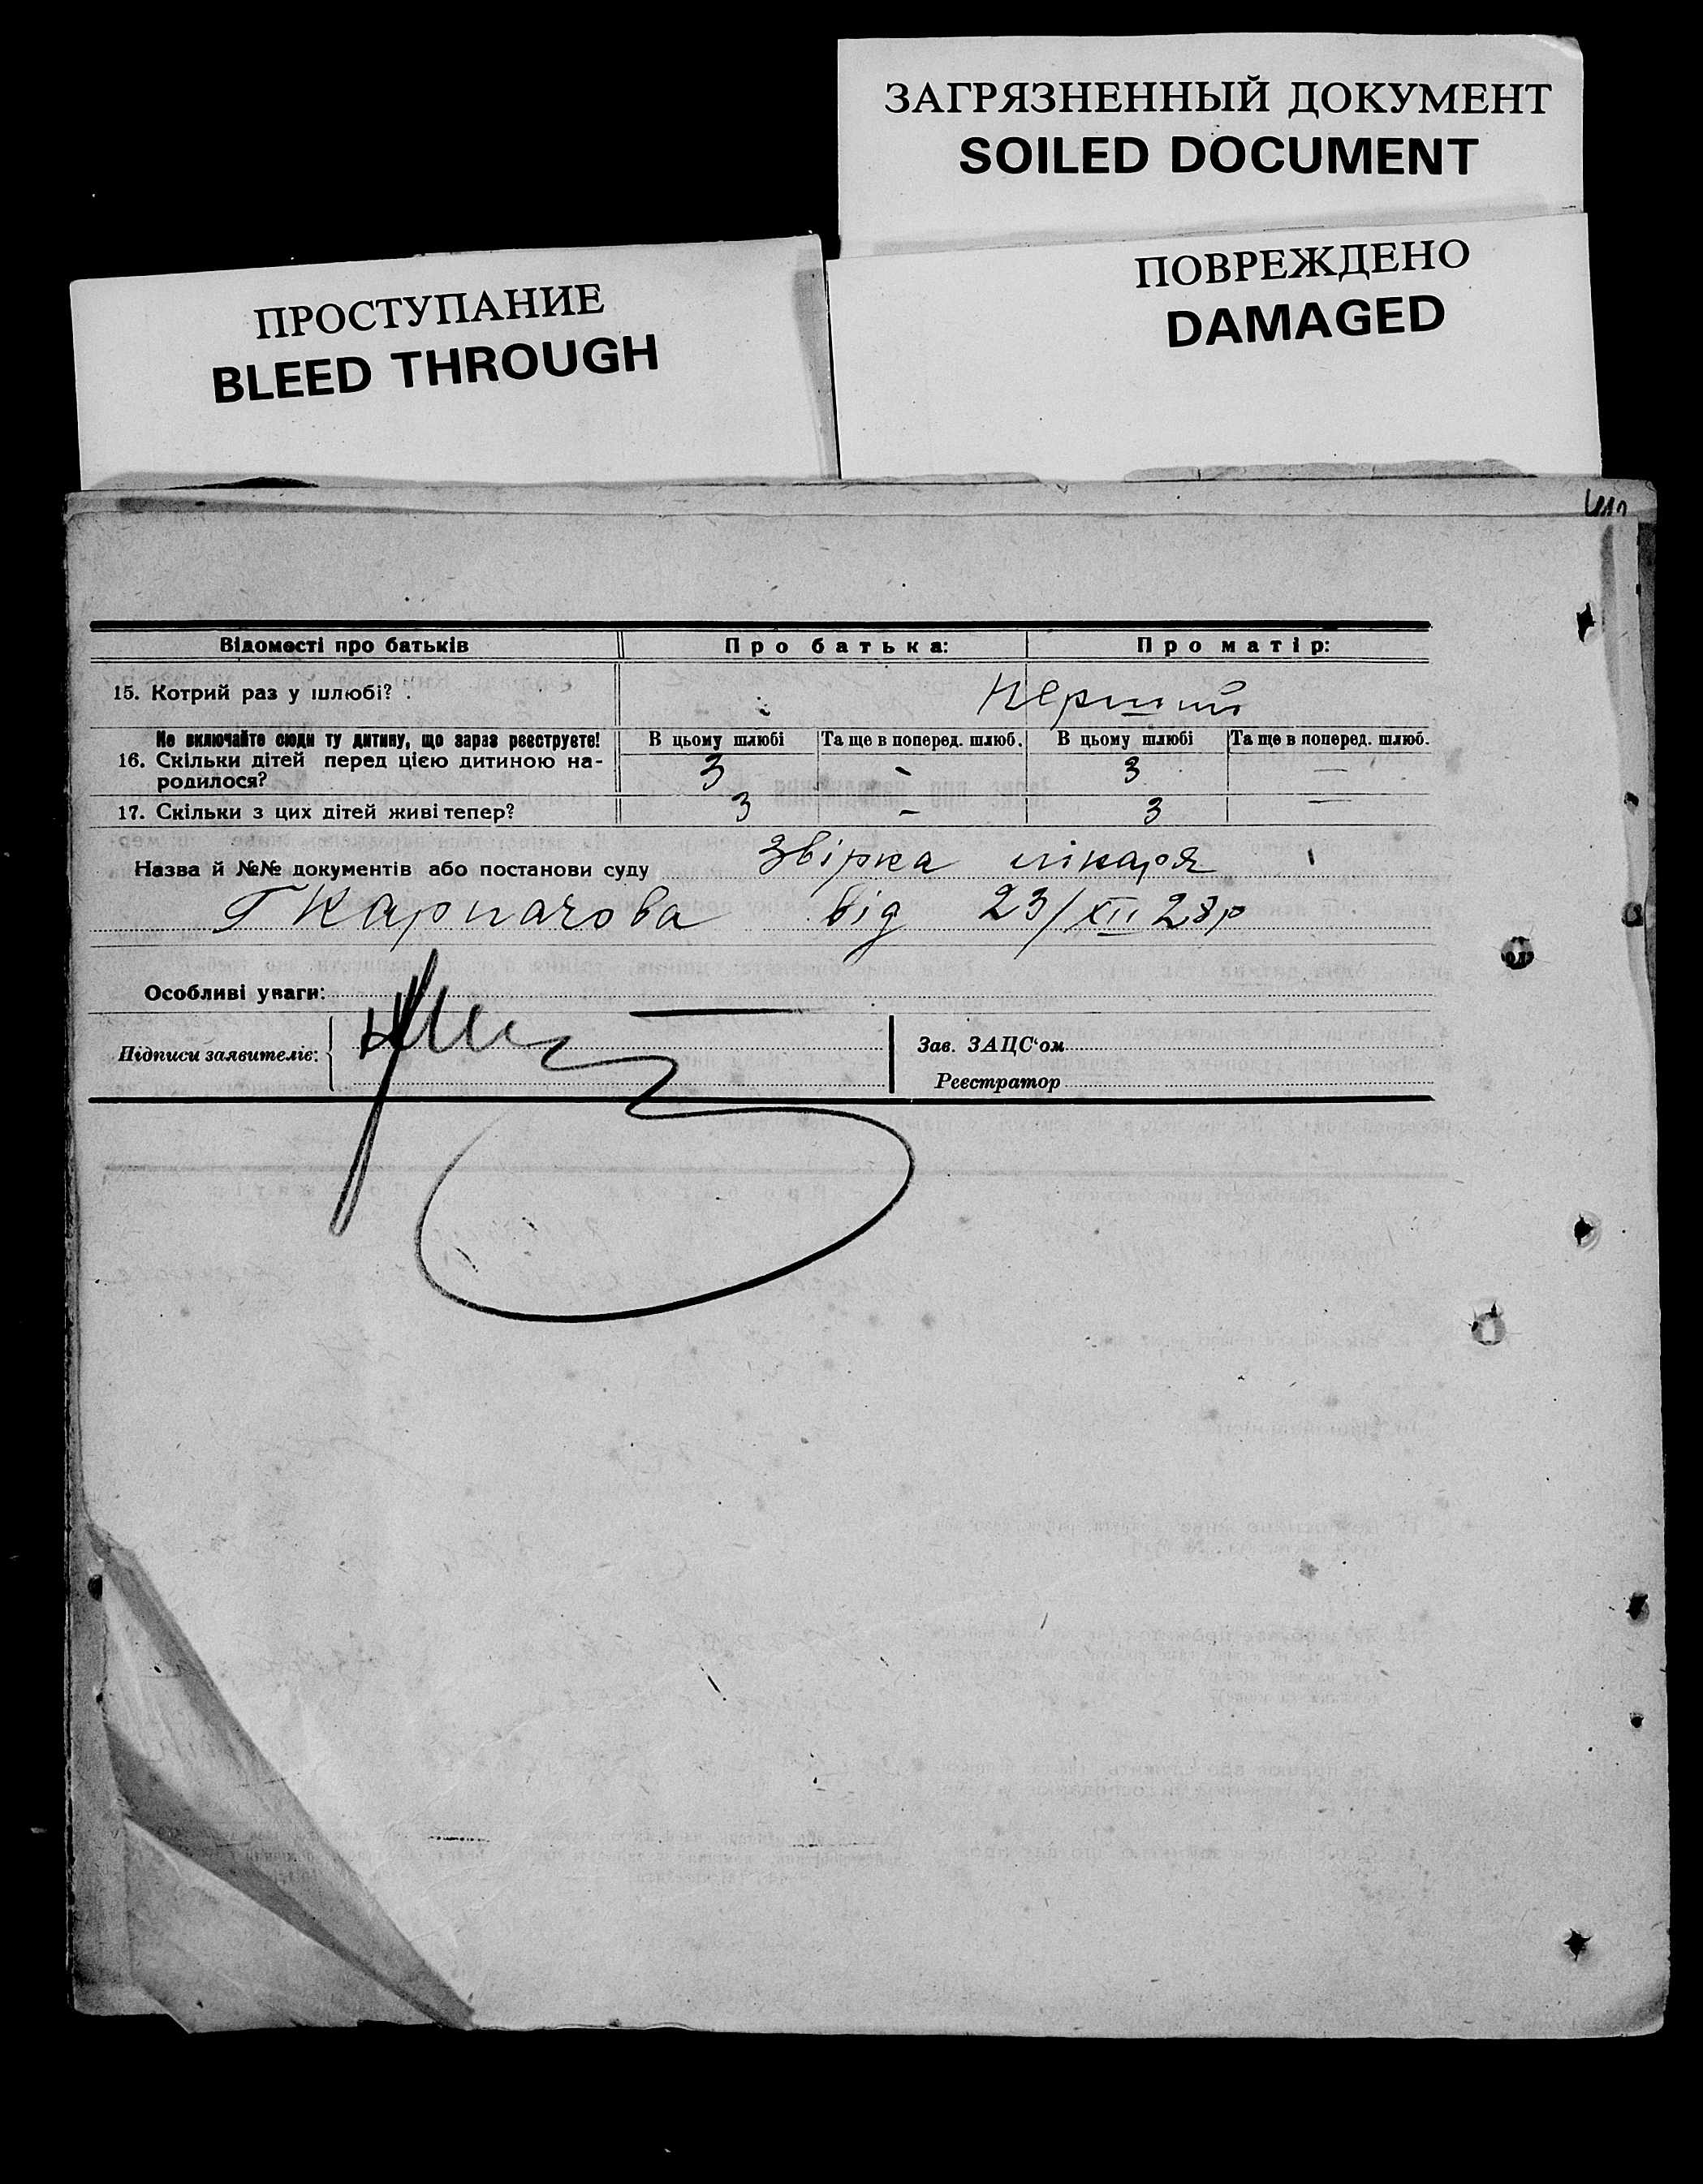 ЗАГРЯЗНЕННЫЙ ДОКУМЕНТ
SOILED DOCUMENT
ПОВРЕЖДЕНО
DAMAGED
ПРОСТУПАНИЕ
BLEED THROUGH
Відомості про батьків Про батька: Про матір:
15. Котрий раз у шлюбі? Перший
Не включайте сюди ту дитину, що зараз реєструєте! В цьому шлюбі Та ще в поперед. шлюб. В цьому шлюбі Та ще в поперед. шлюб.
16. Скільки дітей перед цією дитиною на-
родилося? 3 - 3 —
17. Скільки з цих дітей живі тепер? 3 - 3 —
Назва й №№ документів або постанови суду Звірка лікаря
Г Карпачова від 23/XII 28р
Особливі уваги:
Підписи заявителів: Зав. ЗАЦС'ом
Реєстратор